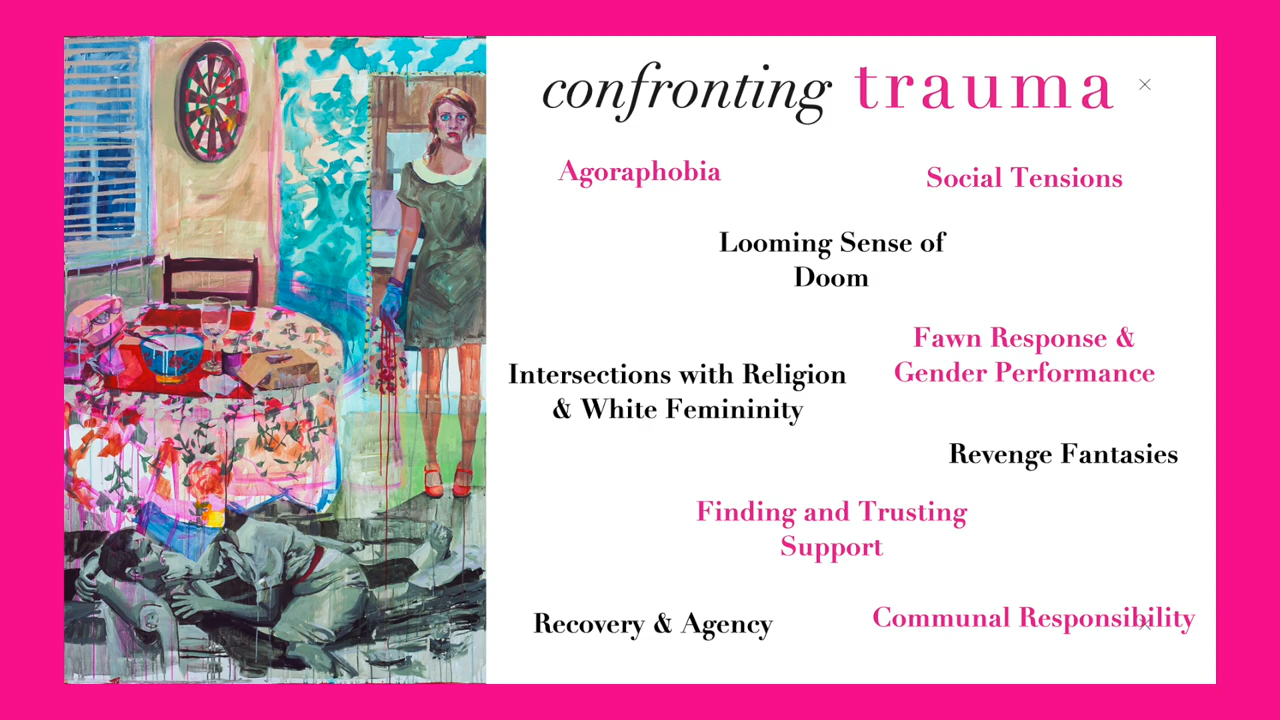 confronting trauma
Agoraphobia
Social Tensions
Looming Sense of
Doom
Fawn Response &
Gender Performance
Intersections with Religion
& White Femininity
Revenge Fantasies
Finding and Trusting
Support
Recovery & Agency
Communal Responsibility